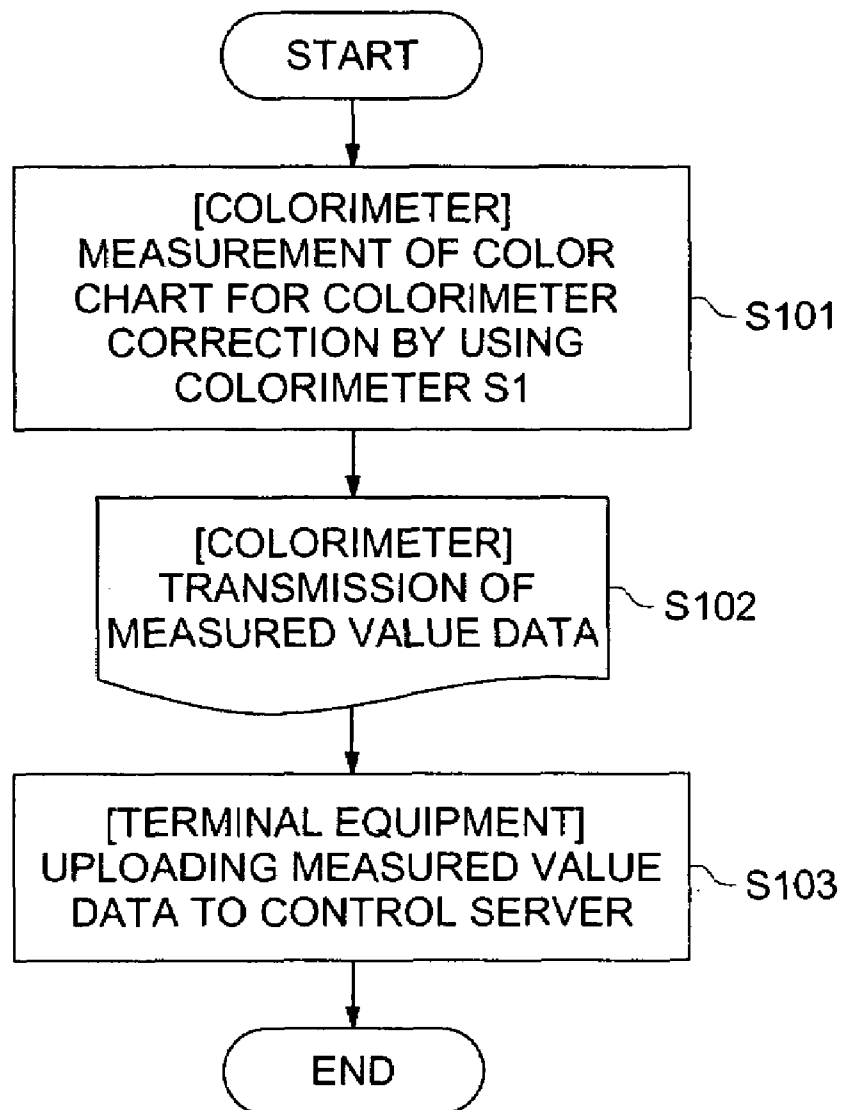 START
[COLORIMETER]
MEASUREMENT OF COLOR
CHART FOR COLORIMETER
CORRECTION BY USING
COLORIMETER S1
S101
[COLORIMETER]
TRANSMISSION OF
MEASURED VALUE DATA
S102
[TERMINAL EQUIPMENT]
UPLOADING MEASURED VALUE
DATA TO CONTROL SERVER
S103
END